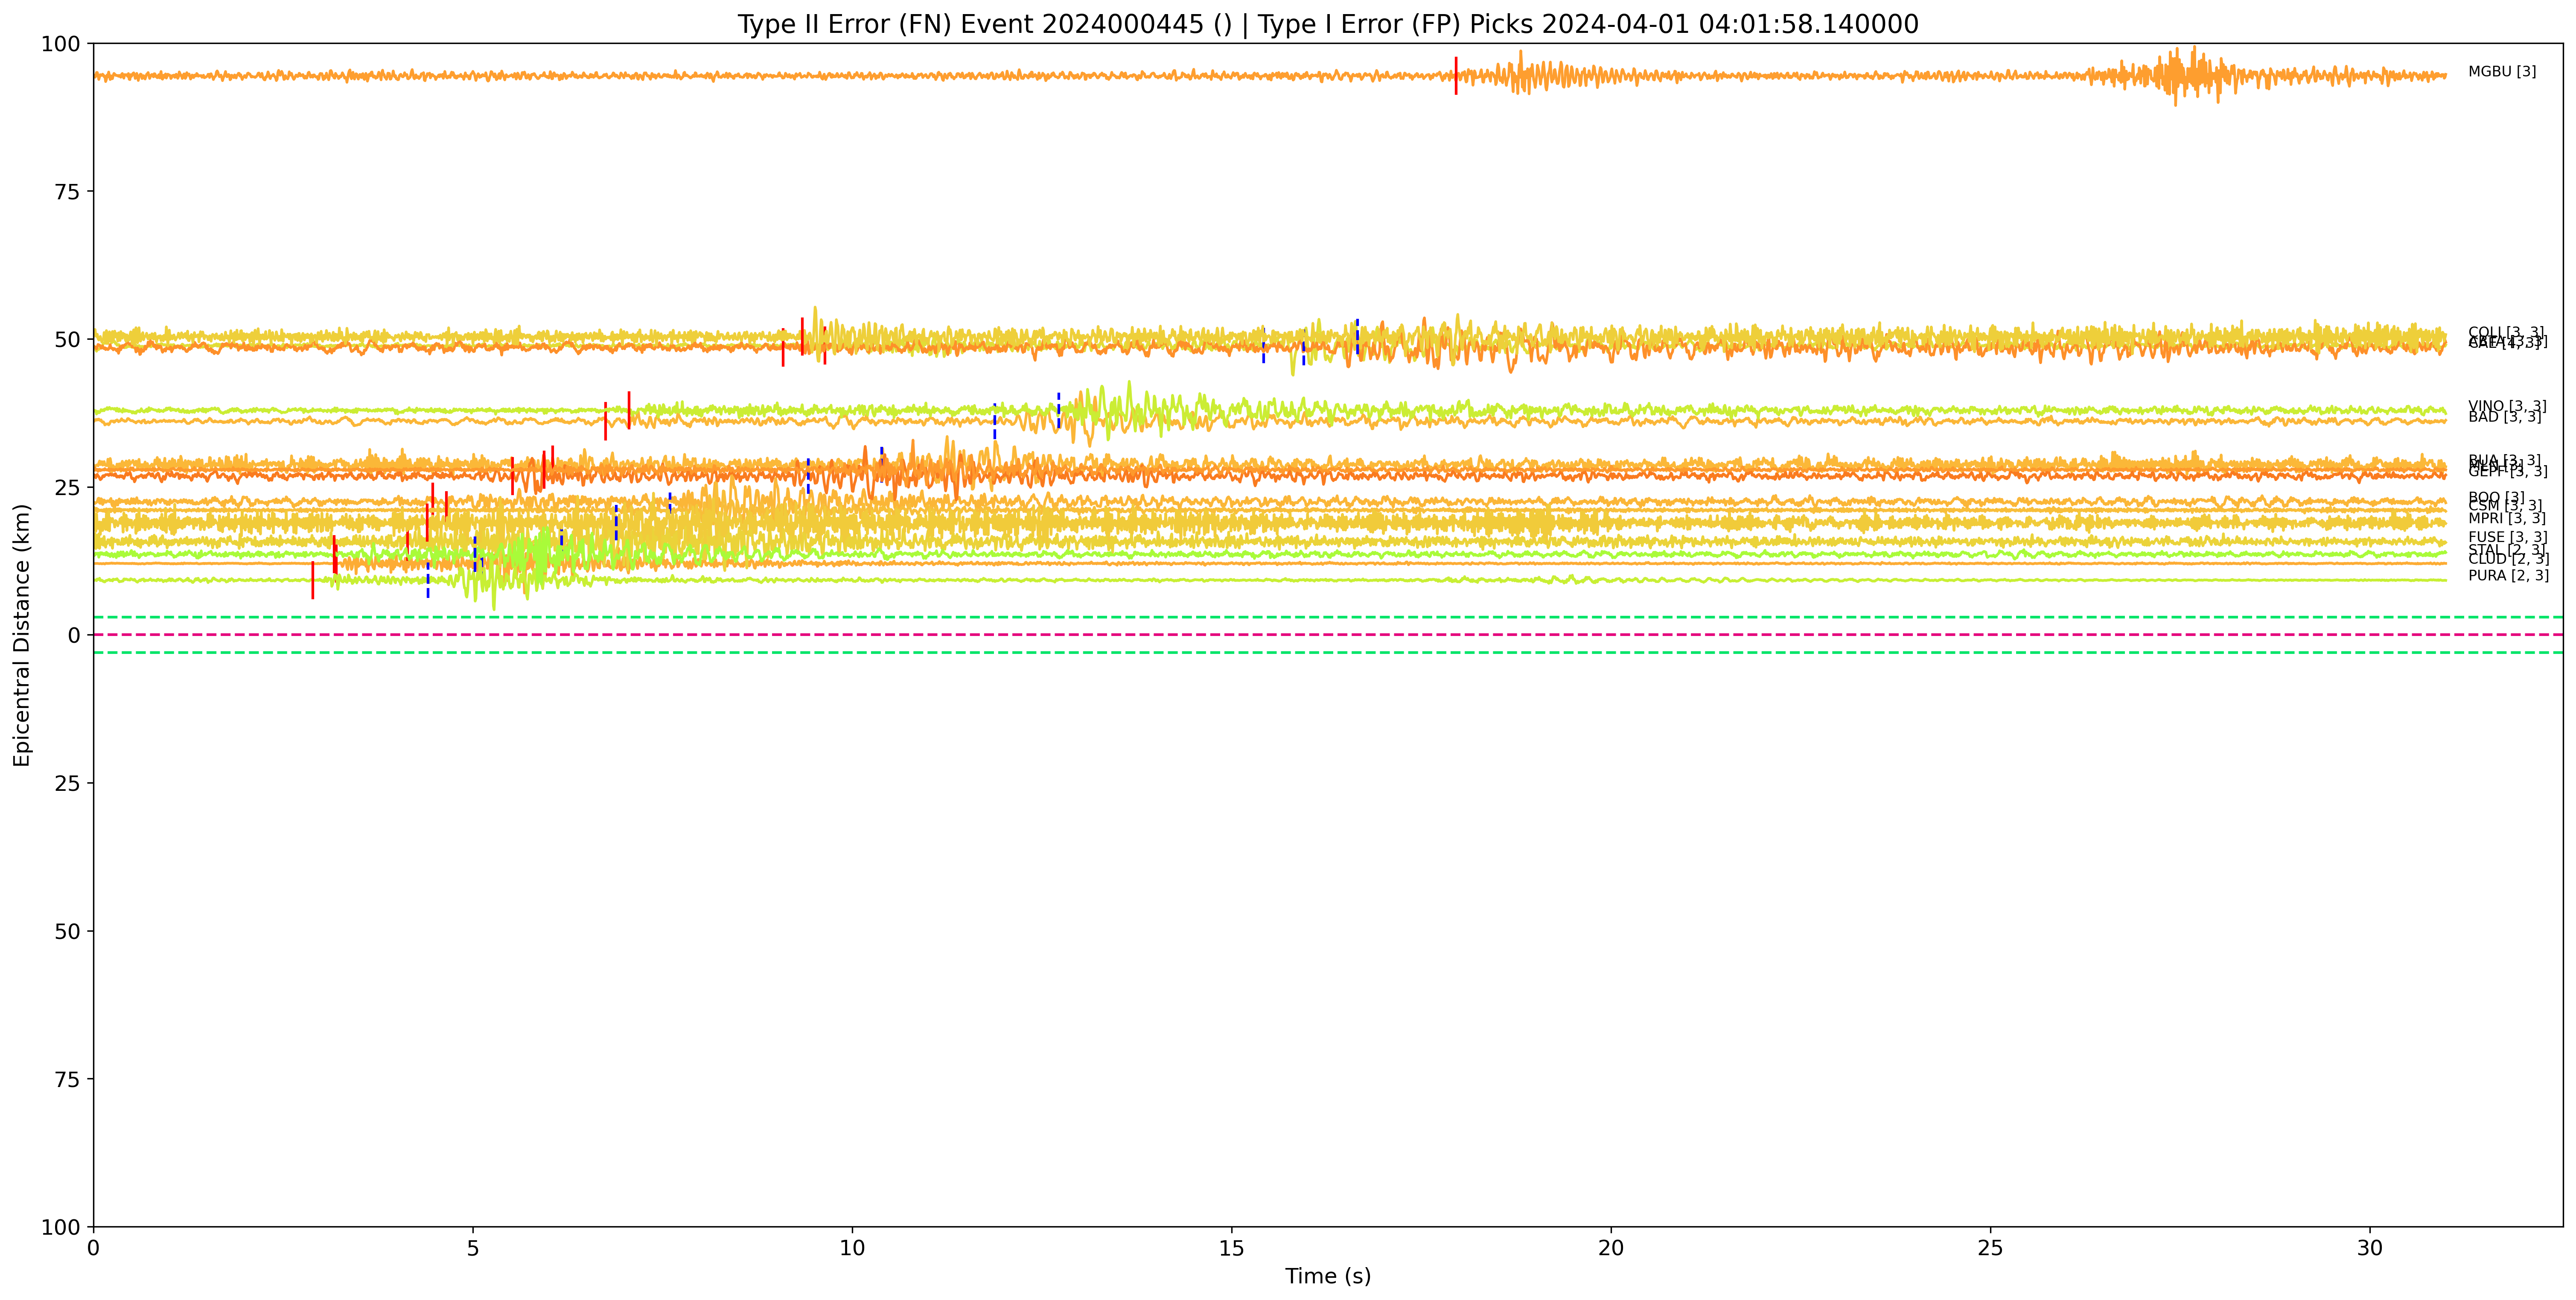 Type II Error (FN) Event 2024000445 () | Type I Error (FP) Picks 2024-04-01 04:01:58.140000
100
75
50
25
0
25
50
75
100
Epicentral Distance (km)
MGBU [3]
VINO [3, 3]
BAD [3, 3]
GEPF [3, 3]
BOO [3]
CSM [3, 3]
MPRI [3, 3]
FUSE [3, 3]
STAL [2, 3]
CLUD [2, 3]
PURA [2, 3]
0
5
10
15
20
25
30
Time (s)